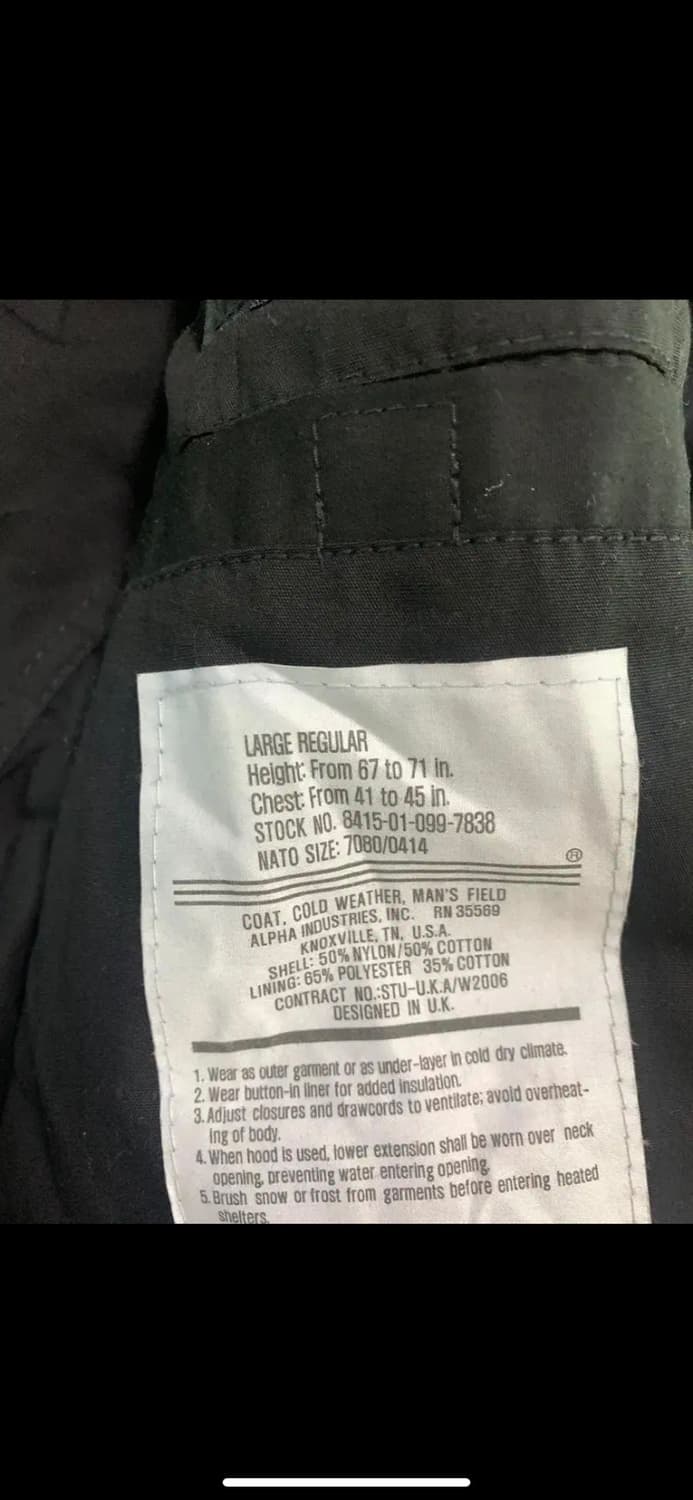 LARGE REGULAR
Height: From 67 to 71 in.
Chest: From 41 to 45 in.
STOCK NO. 8415-01-099-7838
NATO SIZE: 7080/0414
COAT, COLD WEATHER, MAN'S FIELD
ALPHA INDUSTRIES, INC. RN 35569
KNOXVILLE, TN, U.S.A.
SHELL: 50% NYLON/50% COTTON
LINING: 65% POLYESTER 35% COTTON
CONTRACT NO.:STU-U.K.A/W2006
DESIGNED IN U.K.
1. Wear as outer garment or as under-layer in cold dry climate.
2. Wear button-in liner for added insulation.
3. Adjust closures and drawcords to ventilate; avoid overheat-
ing of body.
4. When hood is used, lower extension shall be worn over neck
opening, preventing water entering opening.
5. Brush snow or frost from garments before entering heated
shelters.